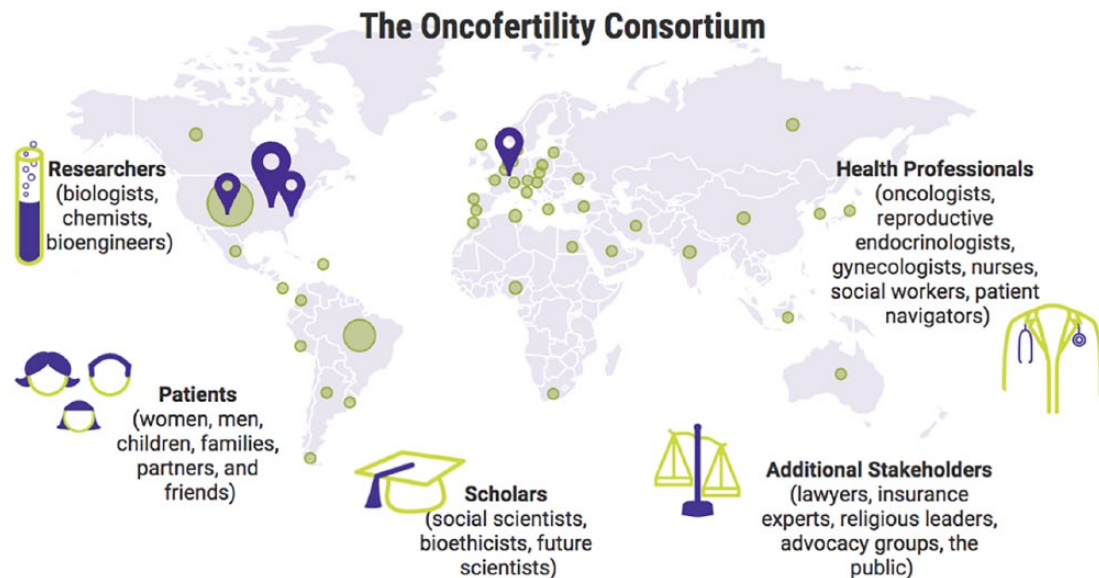 The Oncofertility Consortium
Researchers
(biologists,
chemists,
bioengineers)
Health Professionals
(oncologists,
reproductive
endocrinologists,
gynecologists, nurses,
social workers, patient
navigators)
Patients
(women, men,
children, families,
partners, and
friends)
Scholars
(social scientists,
bioethicists, future
scientists)
Additional Stakeholders
(lawyers, insurance
experts, religious leaders,
advocacy groups, the
public)